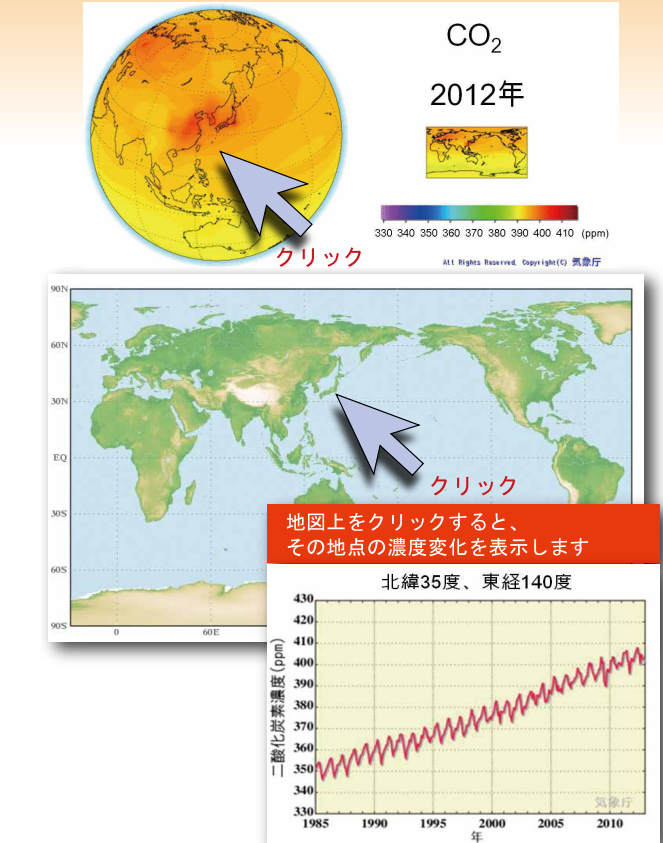 CO₂
2012年
330 340 350 360 370 380 390 400 410 (ppm)
All Rights Reserved. Copyright(C) 気象庁
クリック
90N
60N
30N
EQ
30S
60S
90S
0 60E
クリック
地図上をクリックすると、
その地点の濃度変化を表示します
北緯35度、東経140度
二酸化炭素濃度(ppm)
430
420
410
400
390
380
370
360
350
340
330
気象庁
1985 1990 1995 2000 2005 2010
年